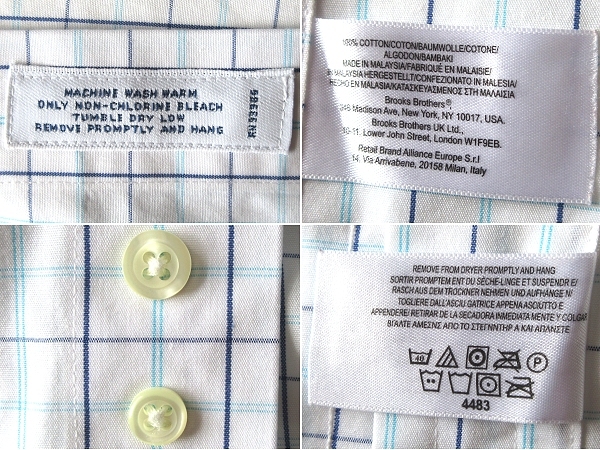 MACHINE WASH WARM
ONLY NON-CHLORINE BLEACH
TUMBLE DRY LOW
REMOVE PROMPTLY AND HANG
100% COTTON/COTON/BAUMWOLLE/COTONE/
ALGODON/BAMBAKI
MADE IN MALAYSIA/FABRIQUÉ EN MALAISIE/
IN MALAYSIA HERGESTELLT/CONFEZIONATO IN MALESIA/
HECHO EN MALASIA/ΚΑΤΑΣΚΕΥΑΣΜΕΝΟ ΣΤΗ ΜΑΛΑΙΣΙΑ
Brooks Brothers®
346 Madison Ave, New York, NY 10017, USA.
Brooks Brothers UK Ltd.,
10-11, Lower John Street, London W1F9EB.
Retail Brand Alliance Europe S.r.l
14, Via Arrivabene, 20158 Milan, Italy
REMOVE FROM DRYER PROMPTLY AND HANG
SORTIR PROMPTEMENT DU SÈCHE-LINGE ET SUSPENDRE/
RASCH AUS DEM TROCKNER NEHMEN UND AUFHÄNGEN/
TOGLIERE DALL'ASCIUGATRICE APPENA ASCIUTTO E
APPENDERE/ RETIRAR DE LA SECADORA INMEDIATAMENTE Y COLGAR
ΒΓΑΛΤΕ ΑΜΕΣΩΣ ΑΠΟ ΤΟ ΣΤΕΓΝΩΤΗΡΙ ΚΑΙ ΑΠΛΩΣΤΕ
40 P
4483